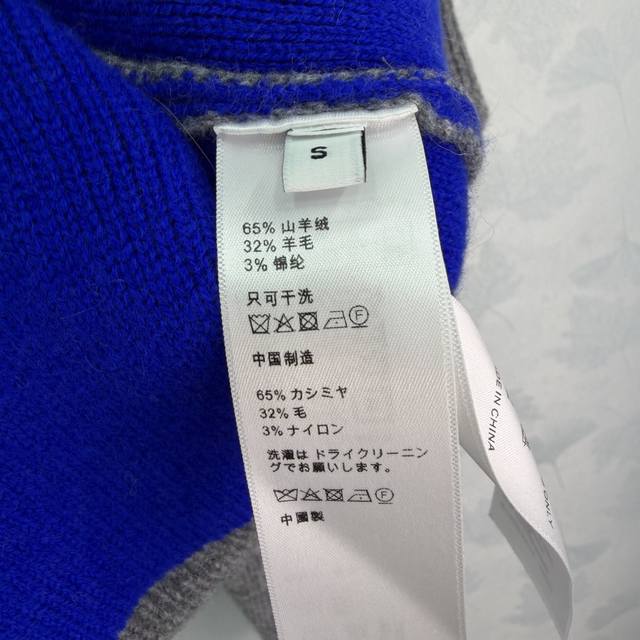 S
65% 山羊绒
32% 羊毛
3% 锦纶
只可干洗
F
中国制造
65% カシミヤ
32% 毛
3% ナイロン
洗濯は ドライクリーニン
グでお願いします。
F
中國製
DE IN CHINA
ONLY